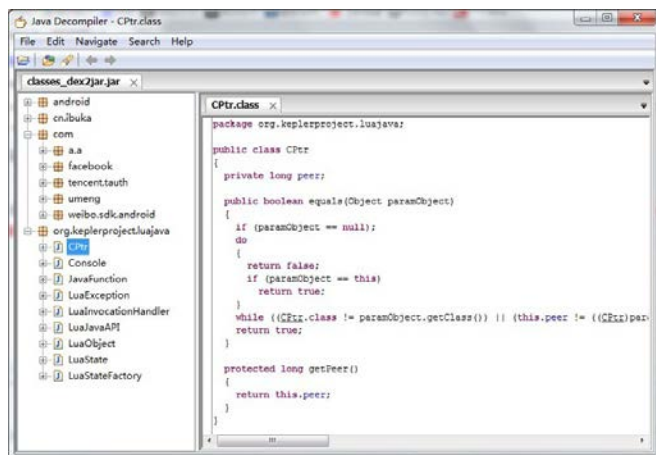 Java Decompiler - CPtr.class
File Edit Navigate Search Help
classes_dex2jar.jar
android
cn.ibuka
com
a.a
facebook
tencent.tauth
umeng
weibo.sdk.android
org.keplerproject.luajava
CPtr
Console
JavaFunction
LuaException
LuaInvocationHandler
LuaJavaAPI
LuaObject
LuaState
LuaStateFactory
CPtr.class
package org.keplerproject.luajava;
public class CPtr
{
private long peer;
public boolean equals(Object paramObject)
{
if (paramObject == null);
do
{
return false;
if (paramObject == this)
return true;
}
while ((CPtr.class != paramObject.getClass()) || (this.peer != ((CPtr)par
return true;
}
protected long getPeer()
{
return this.peer;
}
}